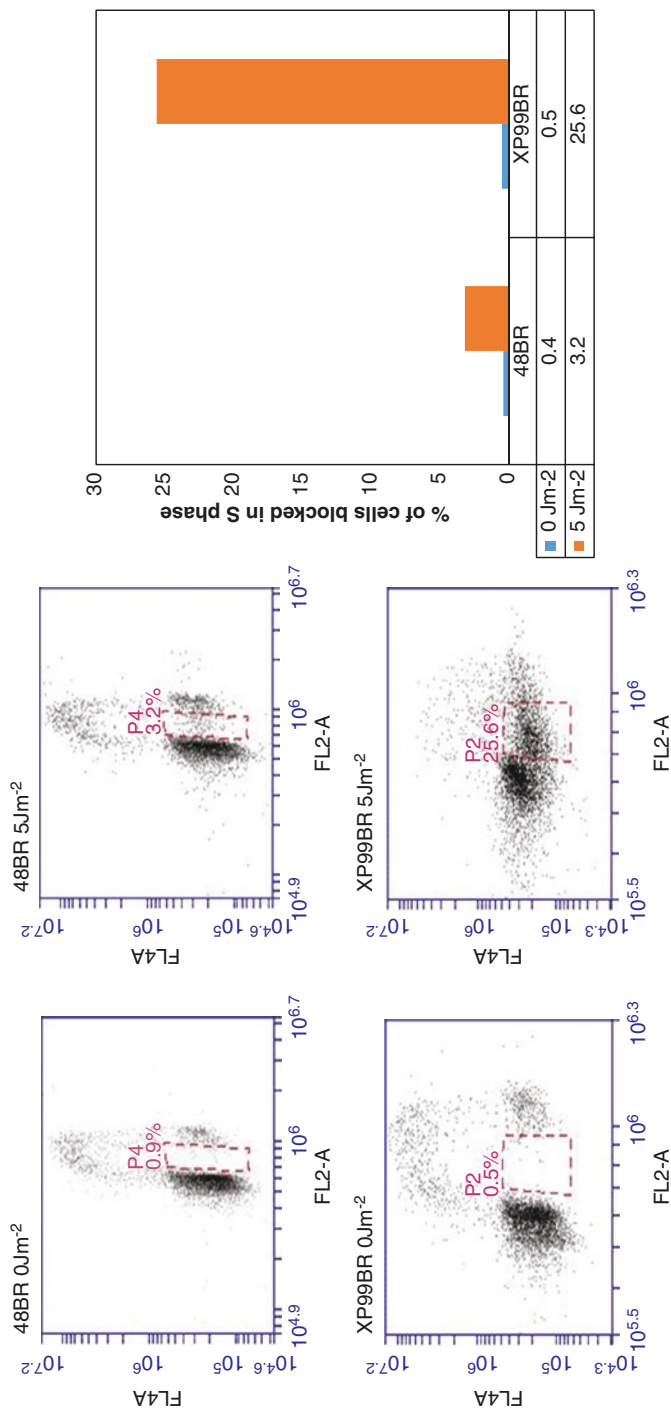 48BR 0Jm-2
10^7.2
10^6
10^5
10^4.6
FL4A
P4
0.9%
10^4.9
10^6
10^6.7
FL2-A
48BR 5Jm-2
10^7.2
10^6
10^5
10^4.6
FL4A
P4
3.2%
10^4.9
10^6
10^6.7
FL2-A
XP99BR 0Jm-2
10^7.2
10^6
10^5
10^4.3
FL4A
P2
0.5%
10^5.5
10^6
10^6.3
FL2-A
XP99BR 5Jm-2
10^7.2
10^6
10^5
10^4.3
FL4A
P2
25.6%
10^5.5
10^6
10^6.3
FL2-A
% of cells blocked in S phase
30
25
20
15
10
5
0
48BR XP99BR
0 Jm-2 0.4 0.5
5 Jm-2 3.2 25.6